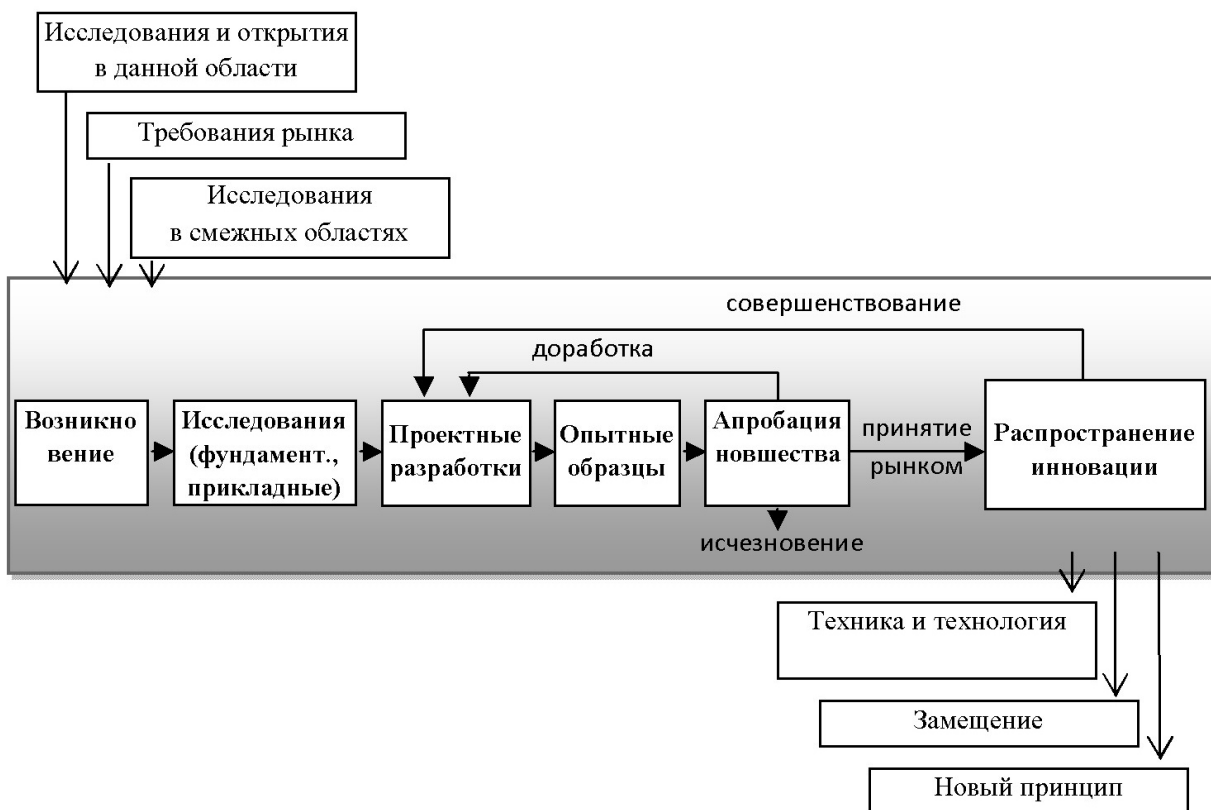 Исследования и открытия
в данной области
Требования рынка
Исследования
в смежных областях
совершенствование
доработка
Возникно
вение
Исследования
(фундамент.,
прикладные)
Проектные
разработки
Опытные
образцы
Апробация
новшества
принятие
рынком
Распространение
инновации
исчезновение
Техника и технология
Замещение
Новый принцип